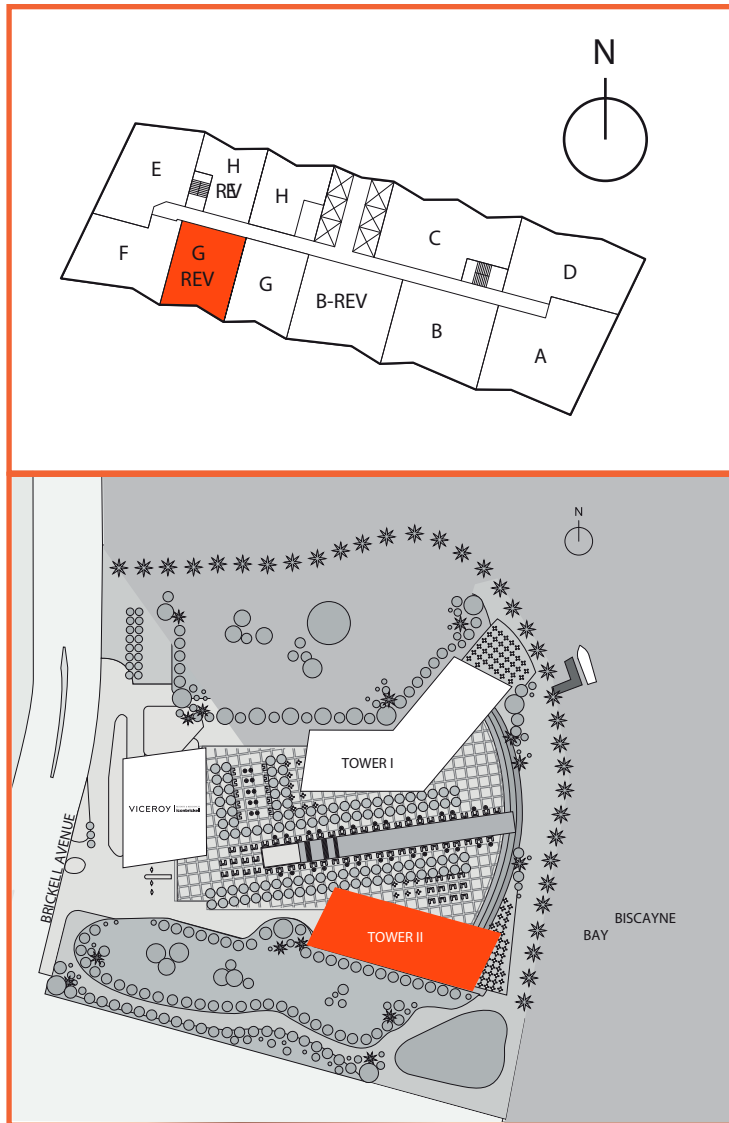 N
E
H
REV
H
C
D
F
G
REV
G
B-REV
B
A
N
TOWER I
VICEROY
BRICKELL AVENUE
TOWER II
BISCAYNE
BAY